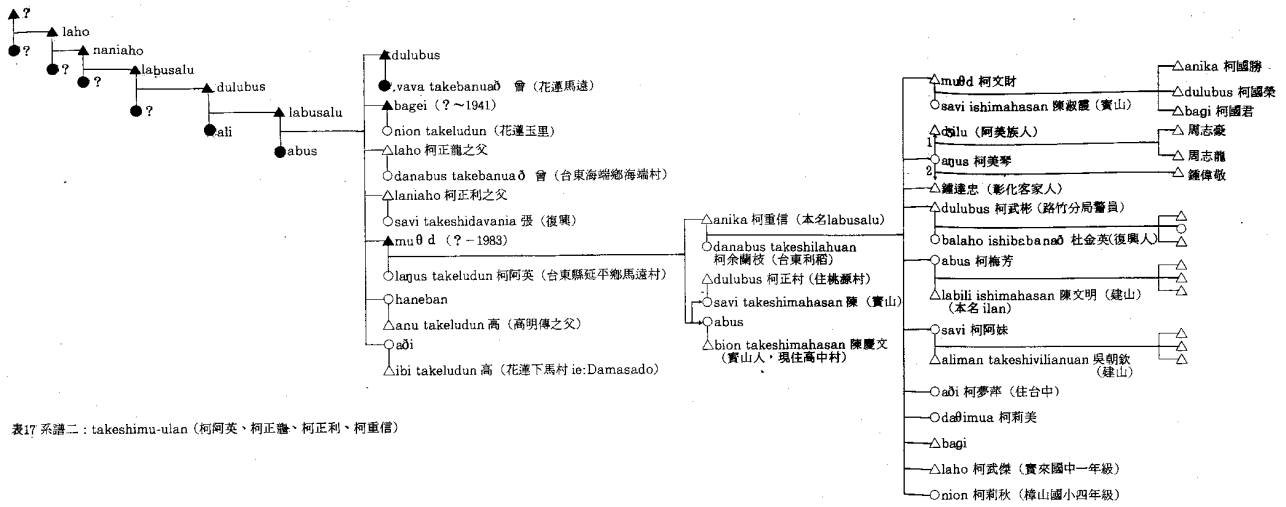 ?
laho
?
naniaho
?
?
labusalu
?
dulubus
ali
labusalu
abus
dulubus
vava takebanuað 曾（花蓮馬遠）
bagei（?～1941）
nion takeludun（花蓮玉里）
laho 柯正龍之父
danabus takebanuað 曾（台東海端鄉海端村）
laniaho 柯正利之父
savi takeshidavania 張（復興）
muθd（?－1983）
laŋus takeludun 柯阿英（台東縣延平鄉馬遠村）
haneban
anu takeludun 高（高明傳之父）
aði
ibi takeludun 高（花蓮下馬村 ie:Damasado）
anika 柯重信（本名labusalu）
danabus takeshilahuan
柯余蘭枝（台東利稻）
dulubus 柯正村（住桃源村）
savi takeshimahasan 陳（寶山）
abus
bion takeshimahasan 陳慶文
（寶山人，現住高中村）
muθd 柯文財
savi ishimahasan 陳淑霞（寶山）
anika 柯國勝
dulubus 柯國榮
bagi 柯國君
（阿美族人）
1
aŋus 柯美琴
2
鍾達忠（彰化客家人）
周志豪
周志龍
鍾偉敬
dulubus 柯武彬（路竹分局警員）
balaho ishibabanað 杜金英(復興人)
abus 柯梅芳
labili ishimahasan 陳文明（建山）
（本名 ilan）
savi 柯阿妹
aliman takeshivilianuan 吳朝欽
（建山）
aði 柯夢萍（住台中）
daθimua 柯莉美
bagi
laho 柯武傑（寶來國中一年級）
nion 柯莉秋（樟山國小四年級）
表17 系譜二：takeshimu-ulan（柯阿英、柯正龍、柯正利、柯重信）